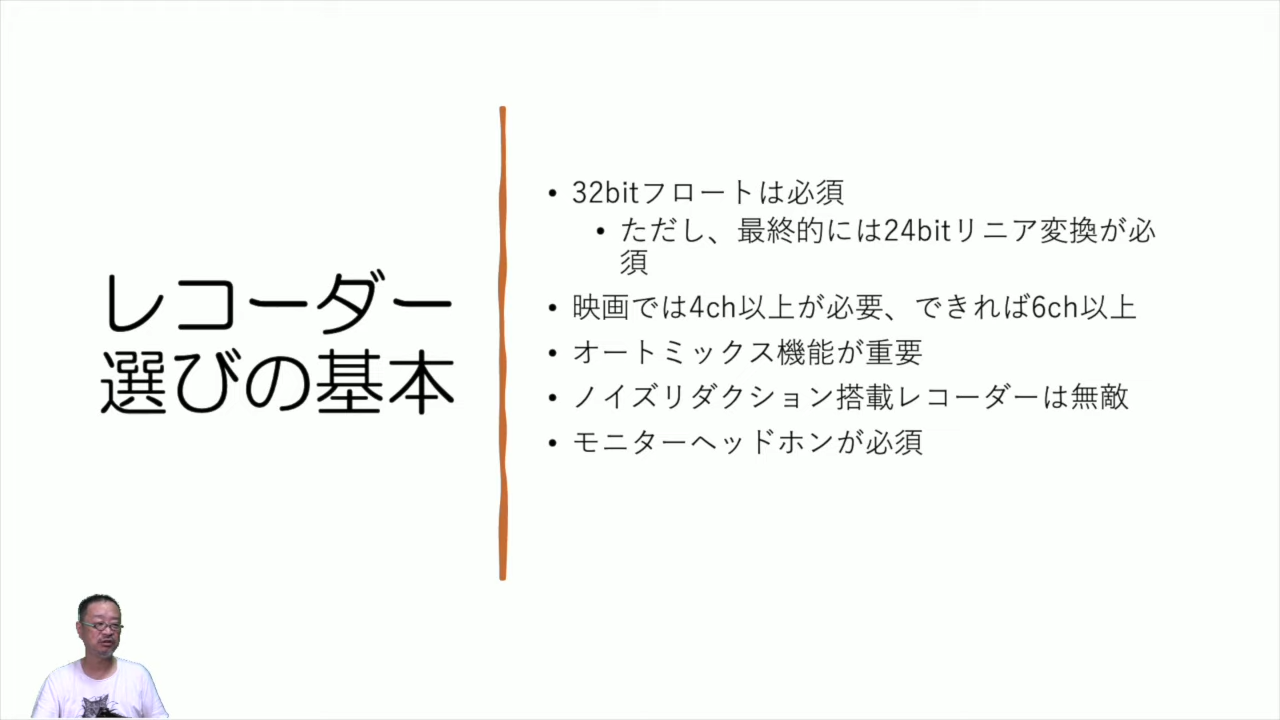 レコーダー
選びの基本
• 32bitフロートは必須
• ただし、最終的には24bitリニア変換が必
須
• 映画では4ch以上が必要、できれば6ch以上
• オートミックス機能が重要
• ノイズリダクション搭載レコーダーは無敵
• モニターヘッドホンが必須